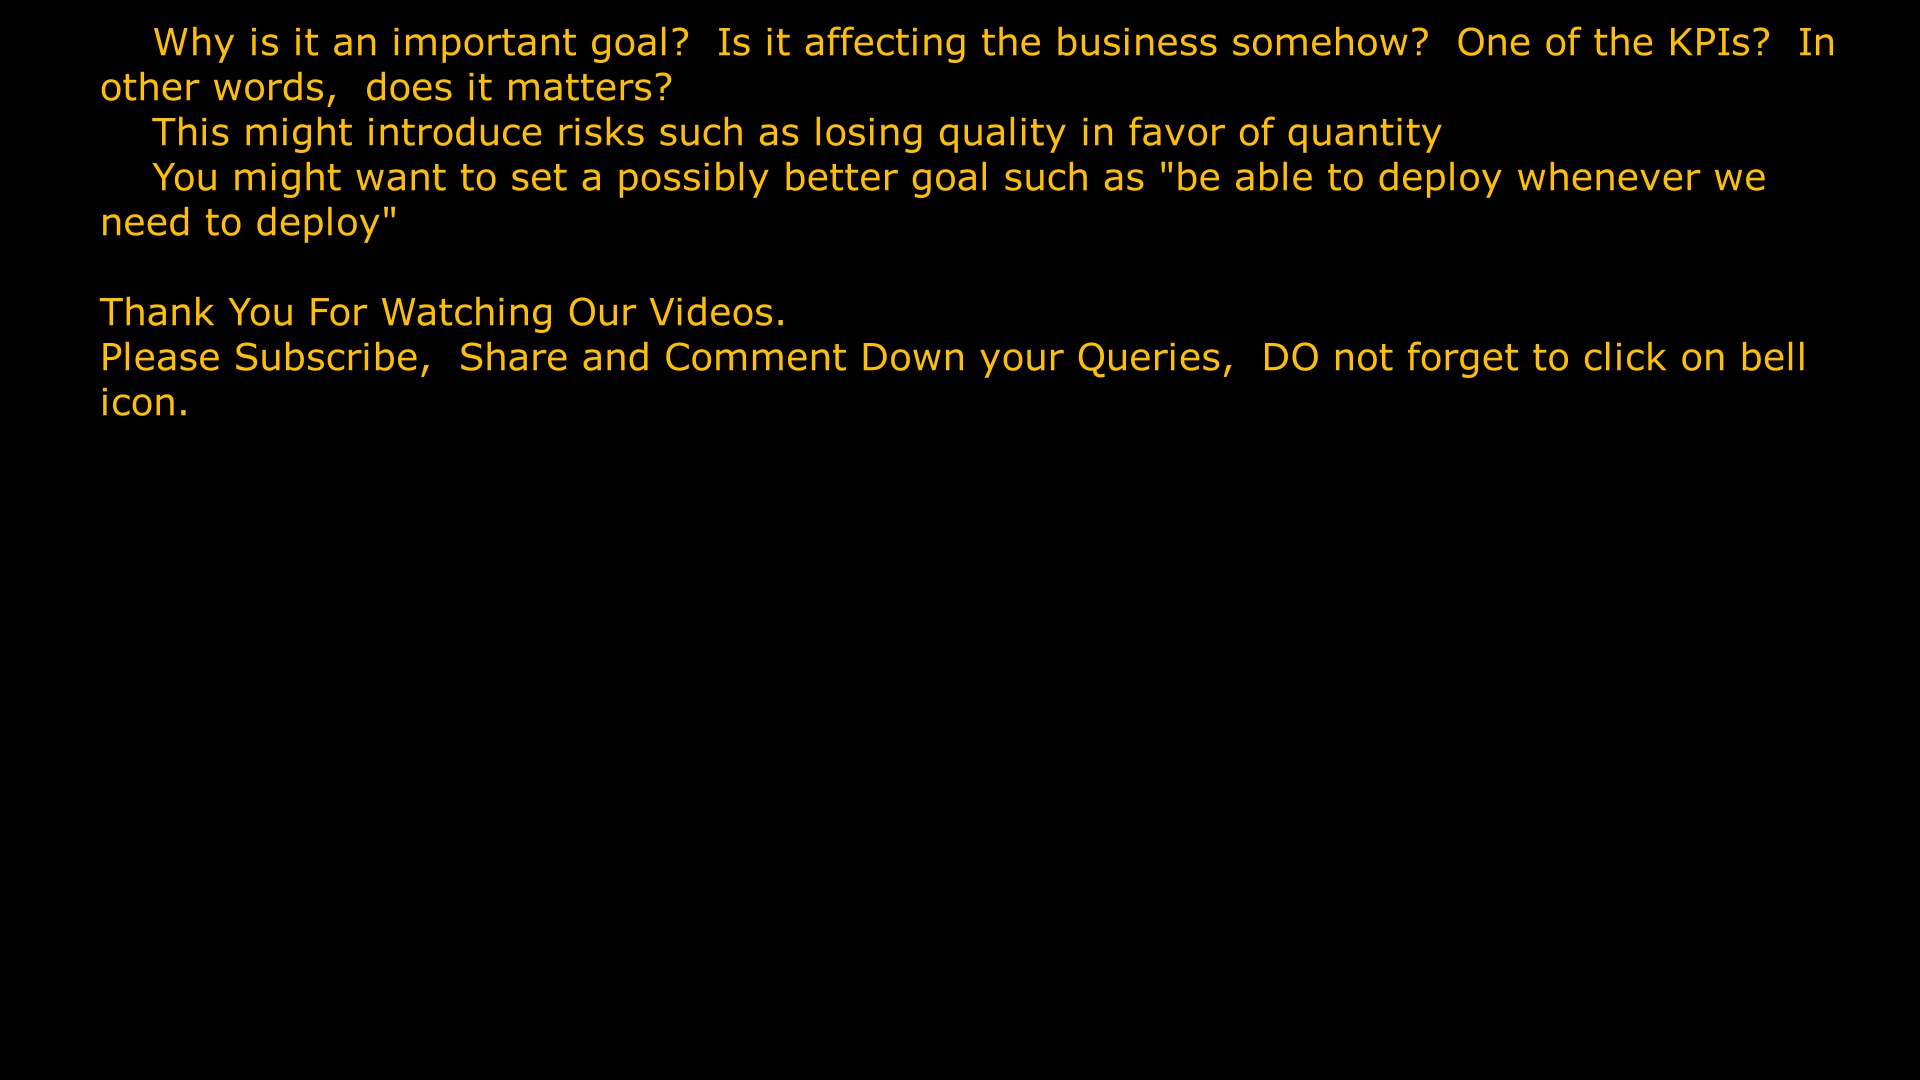 Why is it an important goal?  Is it affecting the business somehow?  One of the KPIs?  In
other words,  does it matters?
This might introduce risks such as losing quality in favor of quantity
You might want to set a possibly better goal such as "be able to deploy whenever we
need to deploy"
Thank You For Watching Our Videos.
Please Subscribe,  Share and Comment Down your Queries,  DO not forget to click on bell
icon.